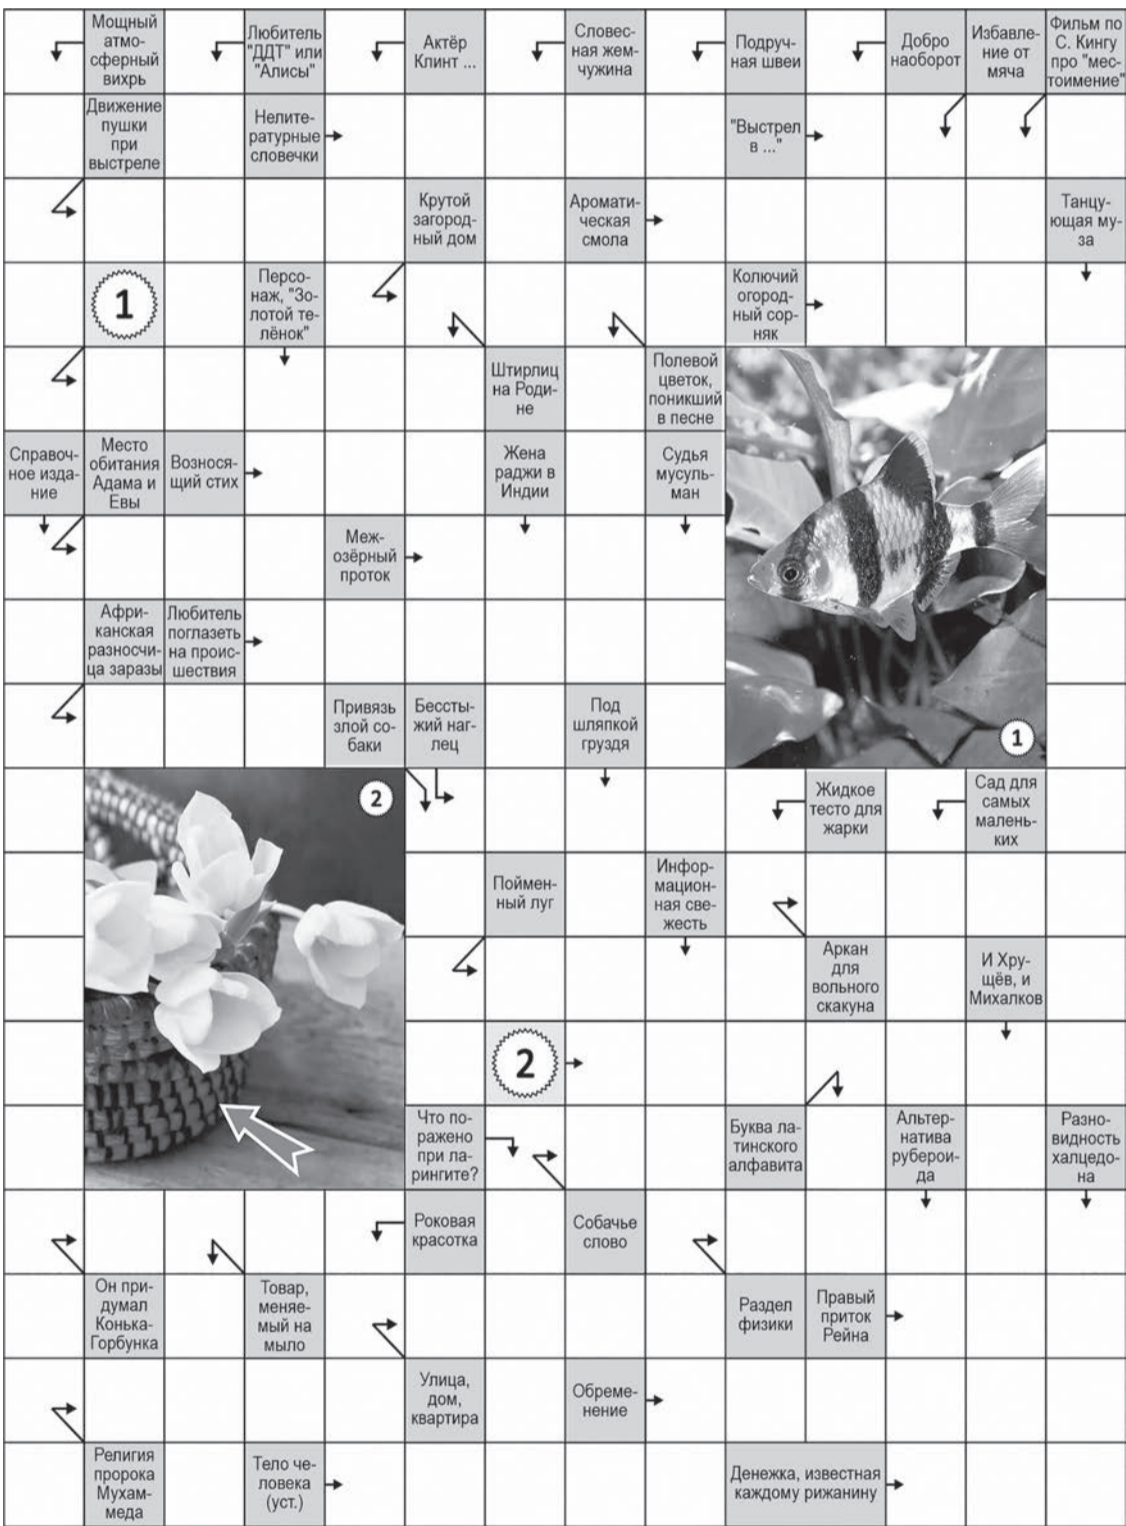 Мощный
атмо-
сферный
вихрь
Любитель
"ДДТ" или
"Алисы"
Актёр
Клинт ...
Словес-
ная жем-
чужина
Подруч-
ная швеи
Добро
наоборот
Избавле-
ние от
мяча
Фильм по
С. Кингу
про "мес-
тоимение"
Движение
пушки
при
выстреле
Нелите-
ратурные
словечки
"Выстрел
в ..."
Крутой
загород-
ный дом
Аромати-
ческая
смола
Танцу-
ющая му-
за
1
Персо-
наж, "Зо-
лотой те-
лёнок"
Колючий
огород-
ный сор-
няк
Штирлиц
на Роди-
не
Полевой
цветок,
поникший
в песне
Справоч-
ное изда-
ние
Место
обитания
Адама и
Евы
Вознося-
щий стих
Жена
раджи в
Индии
Судья
мусуль-
ман
Меж-
озёрный
проток
Афри-
канская
разносчи-
ца заразы
Любитель
поглазеть
на проис-
шествия
Привязь
злой со-
баки
Бессты-
жий наг-
лец
Под
шляпкой
груздя
1
2
Жидкое
тесто для
жарки
Сад для
самых
малень-
ких
Поймен-
ный луг
Инфор-
мацион-
ная све-
жесть
Аркан
для
вольного
скакуна
И Хру-
щёв, и
Михалков
2
Что по-
ражено
при ла-
рингите?
Буква ла-
тинского
алфавита
Альтер-
натива
руберои-
да
Разно-
видность
халцедо-
на
Роковая
красотка
Собачье
слово
Он при-
думал
Конька-
Горбунка
Товар,
меняе-
мый на
мыло
Раздел
физики
Правый
приток
Рейна
Улица,
дом,
квартира
Обреме-
нение
Религия
пророка
Мухам-
меда
Тело че-
ловека
(уст.)
Денежка, известная
каждому рижанину